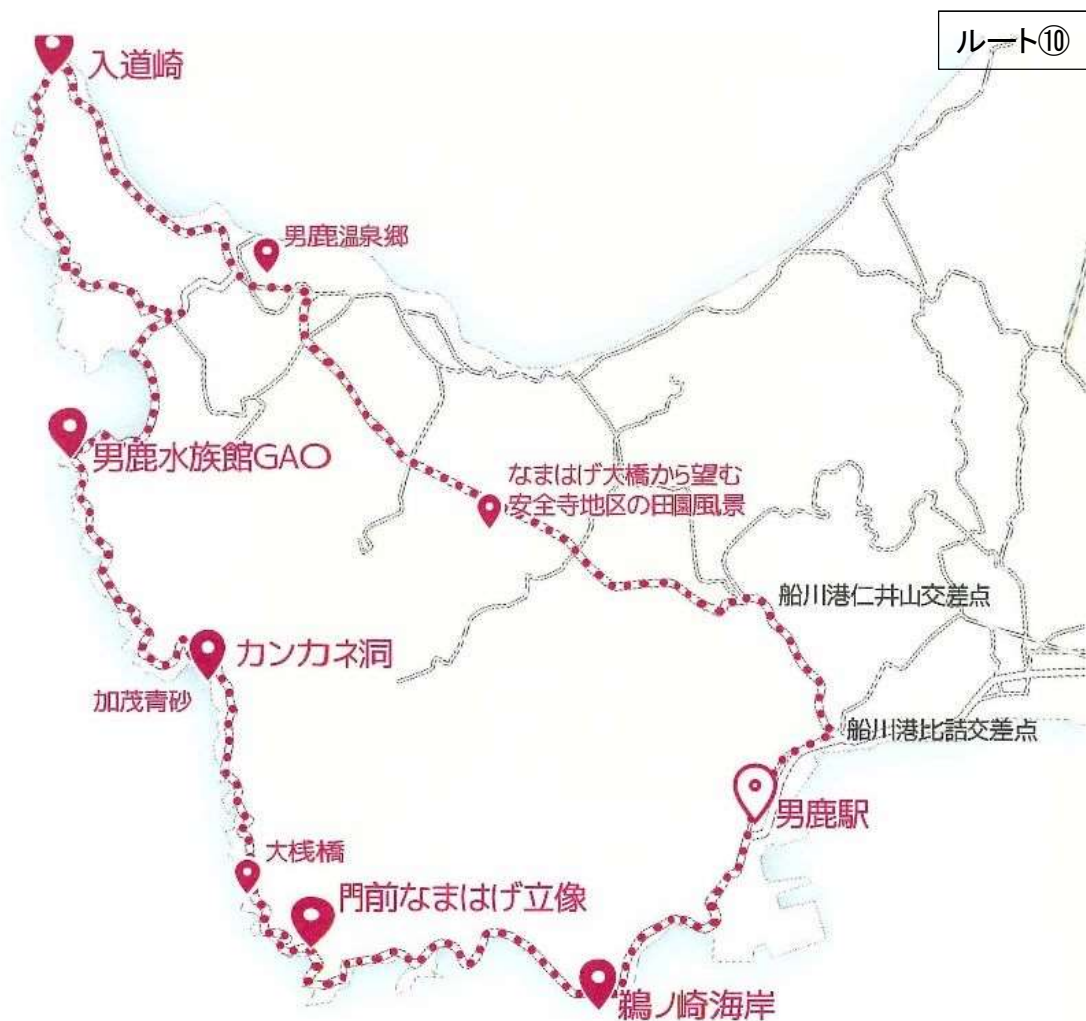 ルート⑩
入道崎
男鹿温泉郷
男鹿水族館GAO
なまはげ大橋から望む
安全寺地区の田園風景
船川港仁井山交差点
カンカネ洞
加茂青砂
船川港比詰交差点
男鹿駅
大桟橋
門前なまはげ立像
鵜ノ崎海岸